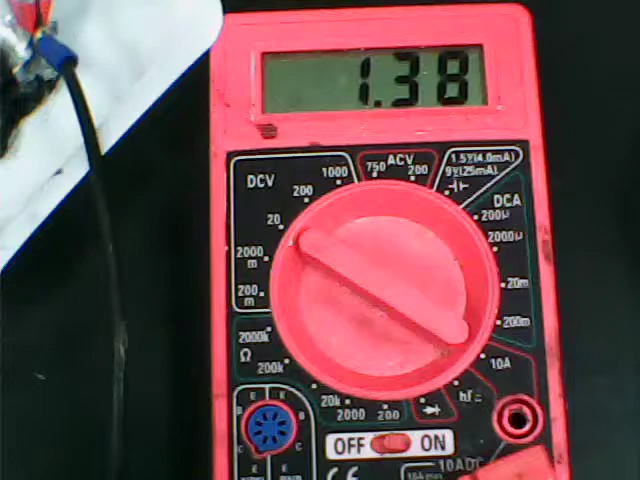 1.38
DCV
1000
200
20
2000
m
200
m
750 ACV 200
1.5V(4.0mA)
9V(25mA)
DCA
200µ
2000µ
20m
200m
10A
hFE
2000k
Ω
200k
20k
2000
200
OFF
ON
10ADC
E
E
B
B
C
C
E
E
CE